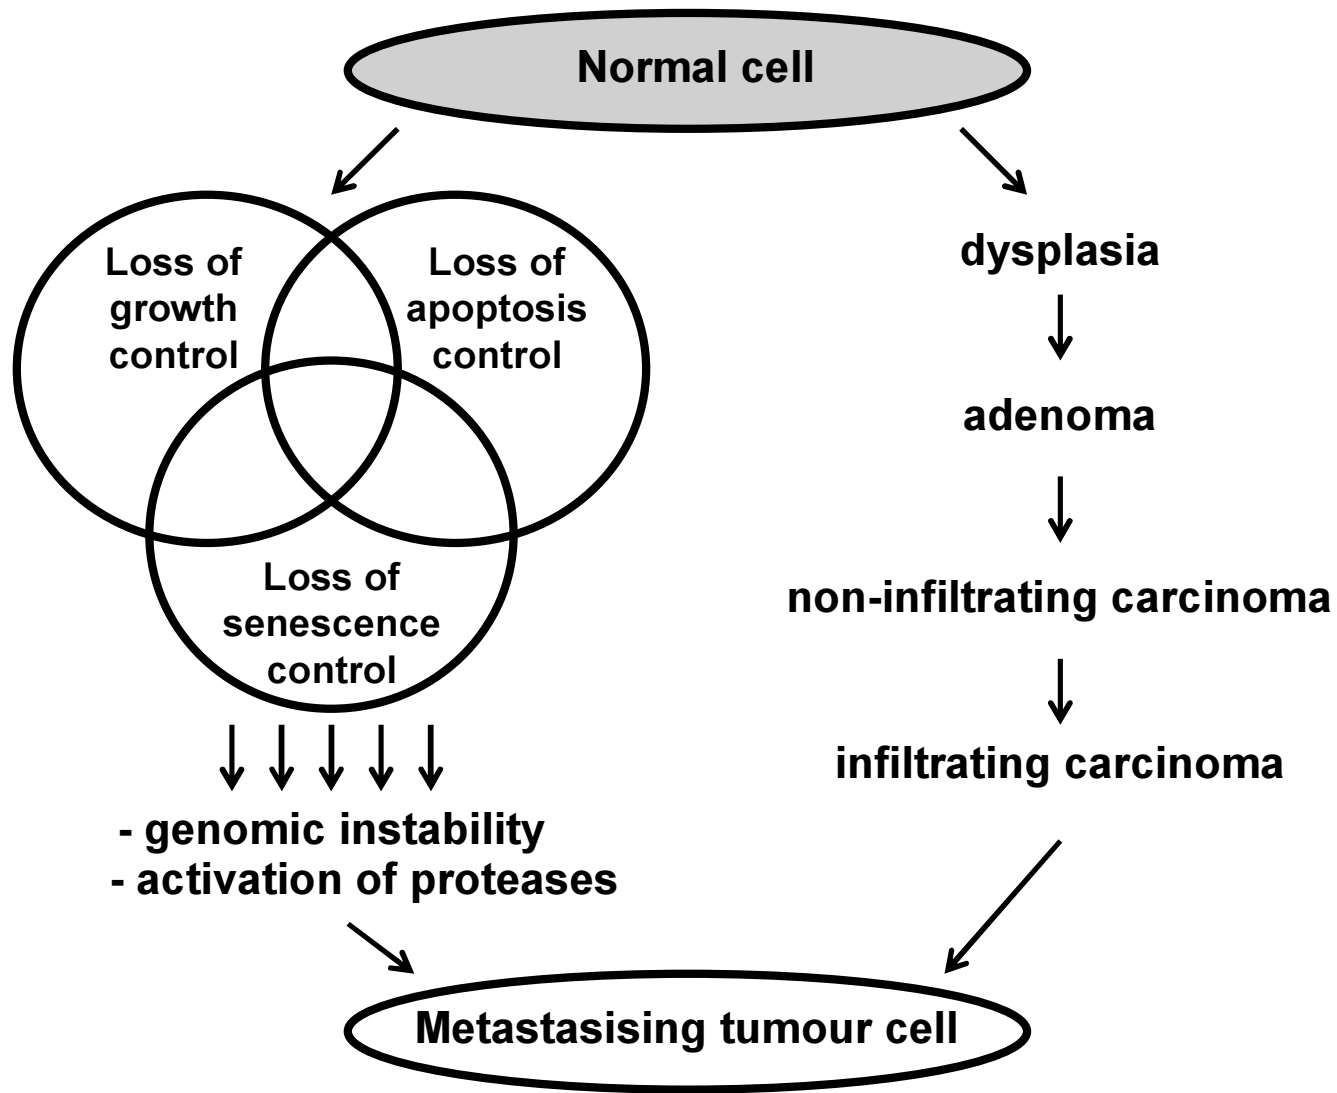 Normal cell
Loss of
growth
control
Loss of
apoptosis
control
Loss of
senescence
control
- genomic instability
- activation of proteases
dysplasia
adenoma
non-infiltrating carcinoma
infiltrating carcinoma
Metastasising tumour cell